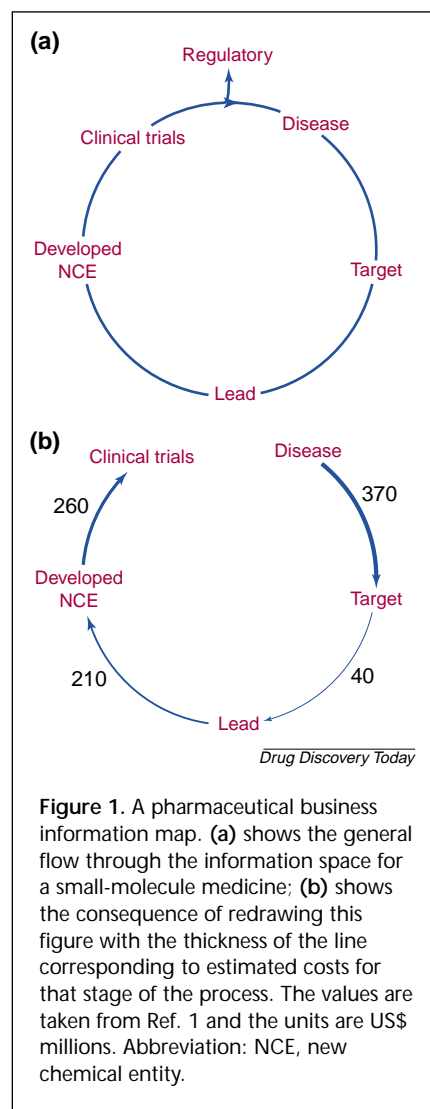 (a)
Regulatory
Clinical trials
Disease
Developed
NCE
Target
Lead
(b)
Clinical trials
Disease
260
370
Developed
NCE
Target
210
40
Lead
Drug Discovery Today
Figure 1. A pharmaceutical business
information map. (a) shows the general
flow through the information space for
a small-molecule medicine; (b) shows
the consequence of redrawing this
figure with the thickness of the line
corresponding to estimated costs for
that stage of the process. The values are
taken from Ref. 1 and the units are US$
millions. Abbreviation: NCE, new
chemical entity.